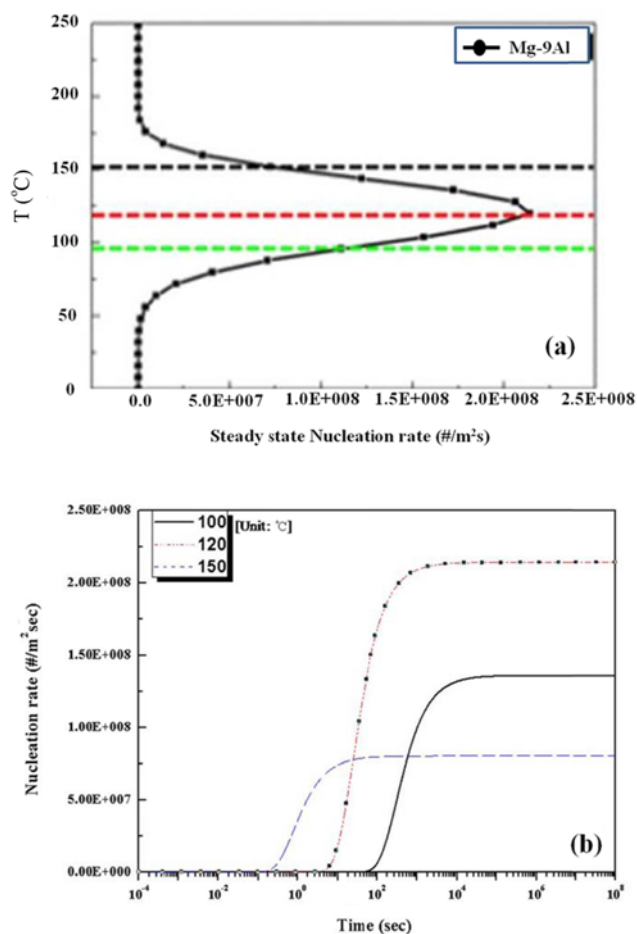 250
200
150
100
50
0
T (°C)
Mg-9Al
(a)
0.0 5.0E+007 1.0E+008 1.5E+008 2.0E+008 2.5E+008
Steady state Nucleation rate (#/m²s)
2.50E+008
2.00E+008
1.50E+008
1.00E+008
5.00E+007
0.00E+000
Nucleation rate (#/m²sec)
100 [Unit: °C]
120
150
(b)
10⁻⁴ 10⁻² 10⁰ 10¹ 10² 10⁴ 10⁶ 10⁸
Time (sec)